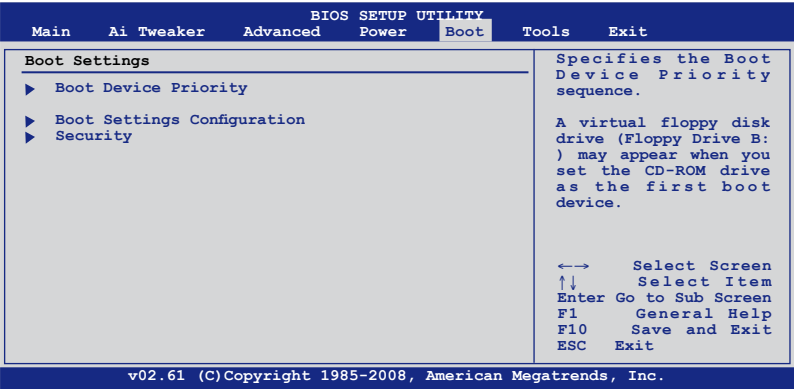 BIOS SETUP UTILITY
Main Ai Tweaker Advanced Power Boot Tools Exit
Boot Settings
Boot Device Priority
Boot Settings Configuration
Security
Specifies the Boot
Device Priority
sequence.
A virtual floppy disk
drive (Floppy Drive B:
) may appear when you
set the CD-ROM drive
as the first boot
device.
←→ Select Screen
↑↓ Select Item
Enter Go to Sub Screen
F1 General Help
F10 Save and Exit
ESC Exit
v02.61 (C)Copyright 1985-2008, American Megatrends, Inc.